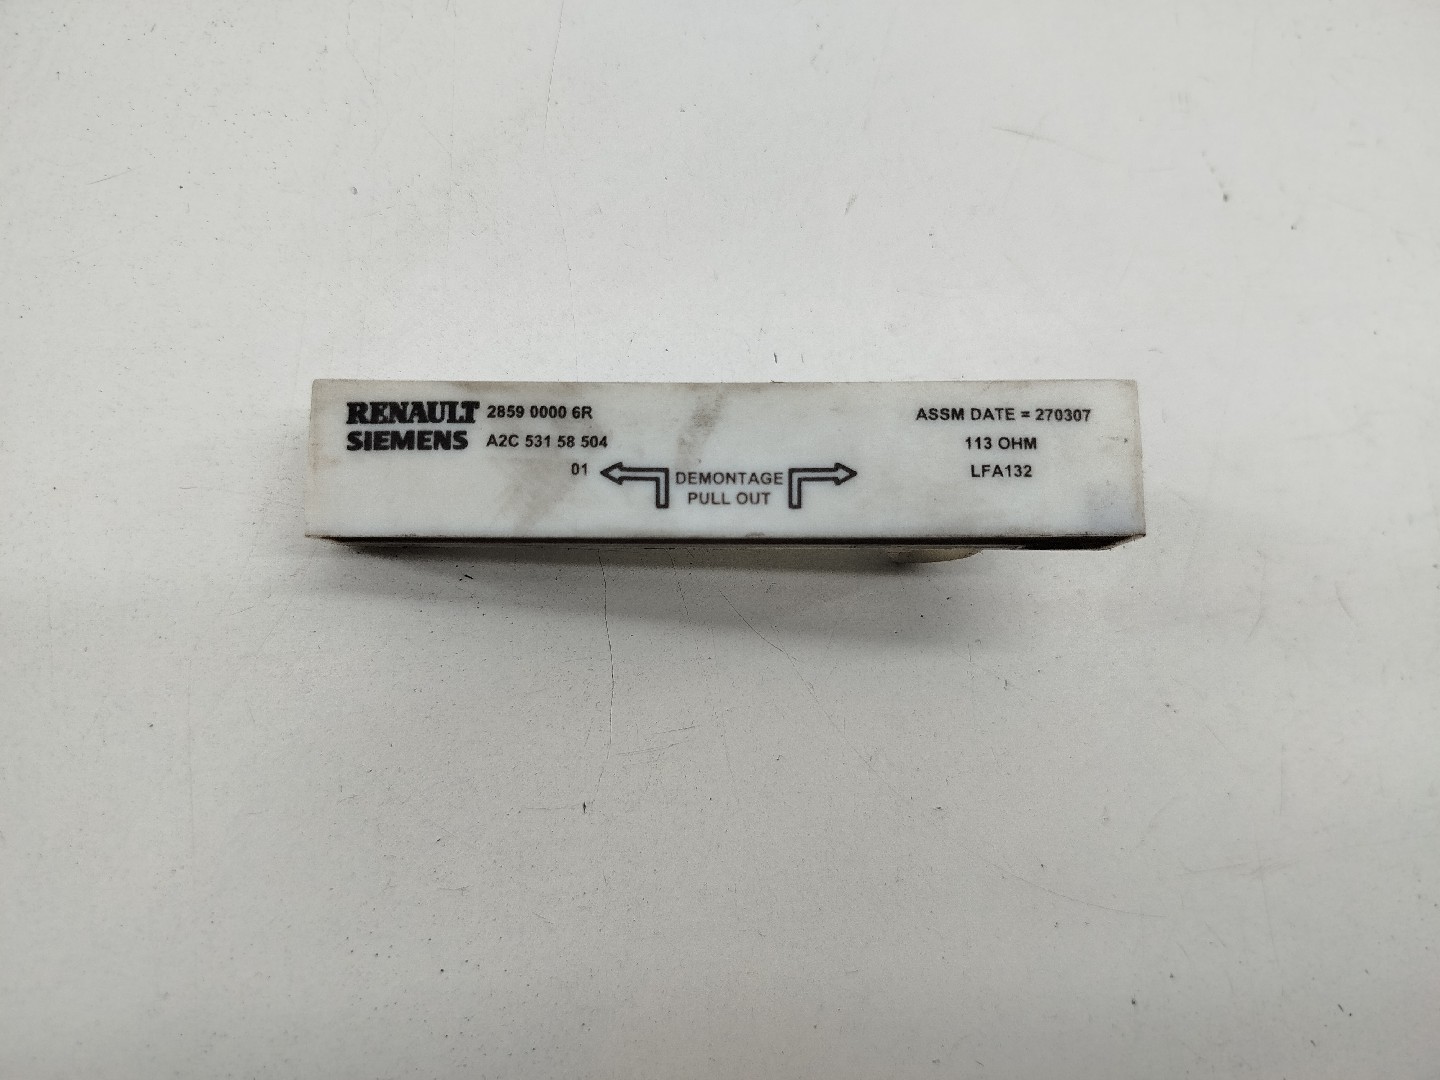 RENAULT 2859 0000 6R
SIEMENS A2C 531 58 504
01
DEMONTAGE
PULL OUT
ASSM DATE = 270307
113 OHM
LFA132